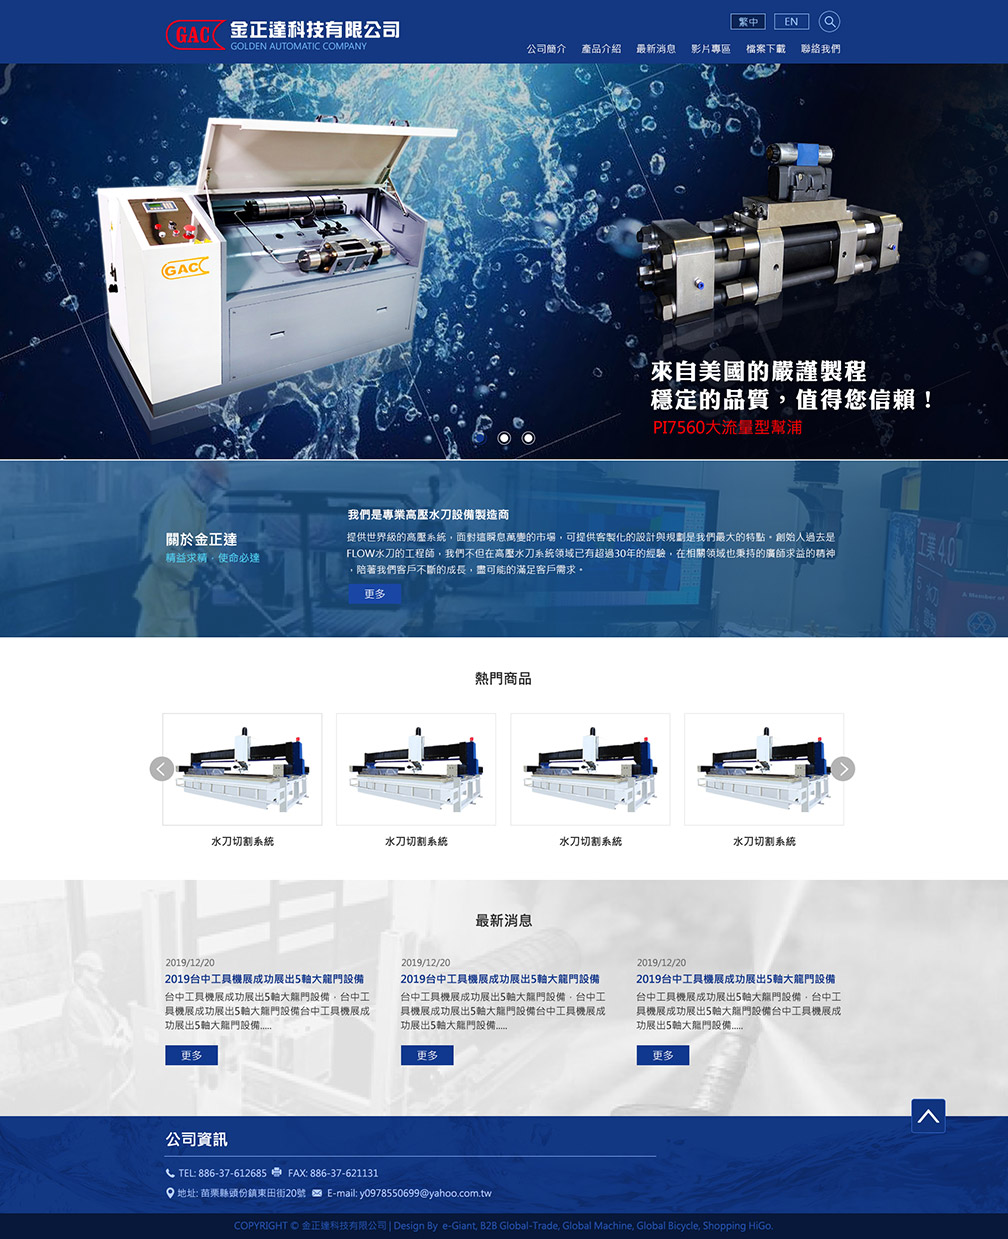 GAC 金正達科技有限公司
GOLDEN AUTOMATIC COMPANY
繁中 EN
公司簡介 產品介紹 最新消息 影片專區 檔案下載 聯絡我們
GAC
來自美國的嚴謹製程
穩定的品質，值得您信賴！
PI7560大流量型幫浦
關於金正達
精益求精，使命必達
我們是專業高壓水刀設備製造商
提供世界級的高壓系統，面對這瞬息萬變的市場，可提供客製化的設計與規劃是我們最大的特點。創始人過去是
FLOW水刀的工程師，我們不但在高壓水刀系統領域已有超過30年的經驗，在相關領域也秉持的廣師求益的精神
，陪著我們客戶不斷的成長，盡可能的滿足客戶需求。
更多
工業4.0
A Member of
熱門商品
水刀切割系統 水刀切割系統 水刀切割系統 水刀切割系統
最新消息
2019/12/20
2019台中工具機展成功展出5軸大龍門設備
台中工具機展成功展出5軸大龍門設備，台中工
具機展成功展出5軸大龍門設備台中工具機展成
功展出5軸大龍門設備.....
更多
2019/12/20
2019台中工具機展成功展出5軸大龍門設備
台中工具機展成功展出5軸大龍門設備，台中工
具機展成功展出5軸大龍門設備台中工具機展成
功展出5軸大龍門設備.....
更多
2019/12/20
2019台中工具機展成功展出5軸大龍門設備
台中工具機展成功展出5軸大龍門設備，台中工
具機展成功展出5軸大龍門設備台中工具機展成
功展出5軸大龍門設備.....
更多
公司資訊
TEL: 886-37-612685 FAX: 886-37-621131
地址: 苗栗縣頭份鎮東田街20號 E-mail: y0978550699@yahoo.com.tw
COPYRIGHT © 金正達科技有限公司 | Design By e-Giant, B2B Global-Trade, Global Machine, Global Bicycle, Shopping HiGo.